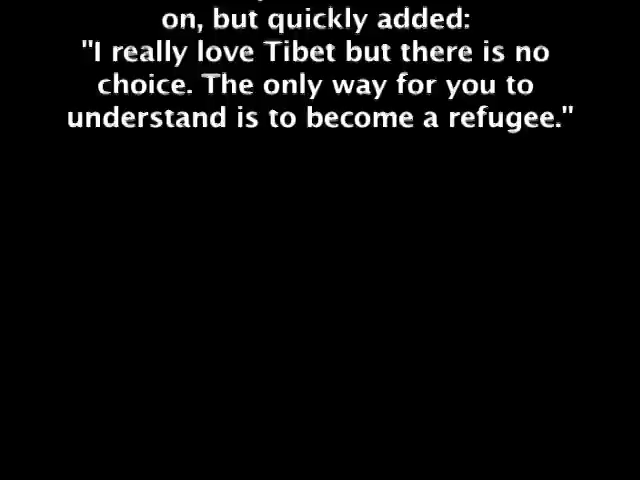 on, but quickly added:
"I really love Tibet but there is no
choice. The only way for you to
understand is to become a refugee."